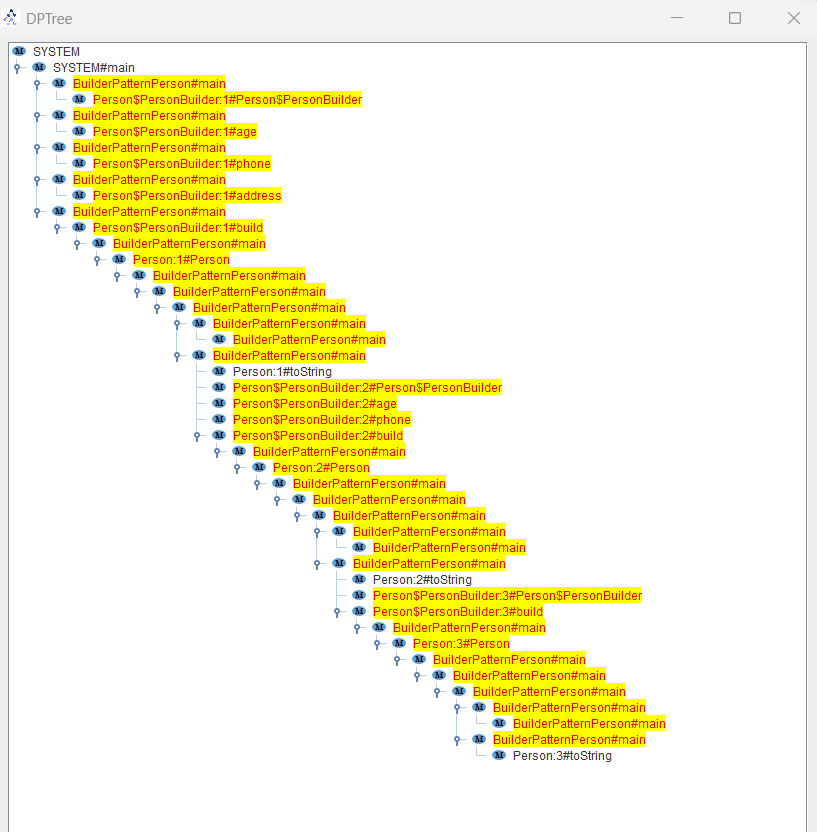 DPTree
SYSTEM
SYSTEM#main
BuilderPatternPerson#main
Person$PersonBuilder:1#Person$PersonBuilder
BuilderPatternPerson#main
Person$PersonBuilder:1#age
BuilderPatternPerson#main
Person$PersonBuilder:1#phone
BuilderPatternPerson#main
Person$PersonBuilder:1#address
BuilderPatternPerson#main
Person$PersonBuilder:1#build
BuilderPatternPerson#main
Person:1#Person
BuilderPatternPerson#main
BuilderPatternPerson#main
BuilderPatternPerson#main
BuilderPatternPerson#main
BuilderPatternPerson#main
BuilderPatternPerson#main
Person:1#toString
Person$PersonBuilder:2#Person$PersonBuilder
Person$PersonBuilder:2#age
Person$PersonBuilder:2#phone
Person$PersonBuilder:2#build
BuilderPatternPerson#main
Person:2#Person
BuilderPatternPerson#main
BuilderPatternPerson#main
BuilderPatternPerson#main
BuilderPatternPerson#main
BuilderPatternPerson#main
BuilderPatternPerson#main
Person:2#toString
Person$PersonBuilder:3#Person$PersonBuilder
Person$PersonBuilder:3#build
BuilderPatternPerson#main
Person:3#Person
BuilderPatternPerson#main
BuilderPatternPerson#main
BuilderPatternPerson#main
BuilderPatternPerson#main
BuilderPatternPerson#main
BuilderPatternPerson#main
Person:3#toString